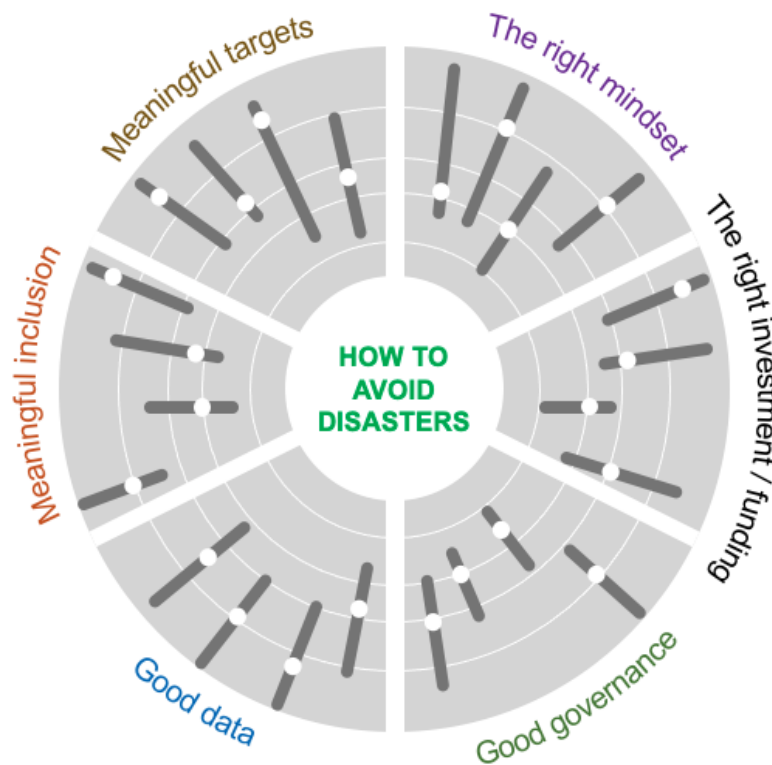 HOW TO
AVOID
DISASTERS
The right mindset
The right investment / funding
Good governance
Good data
Meaningful inclusion
Meaningful targets